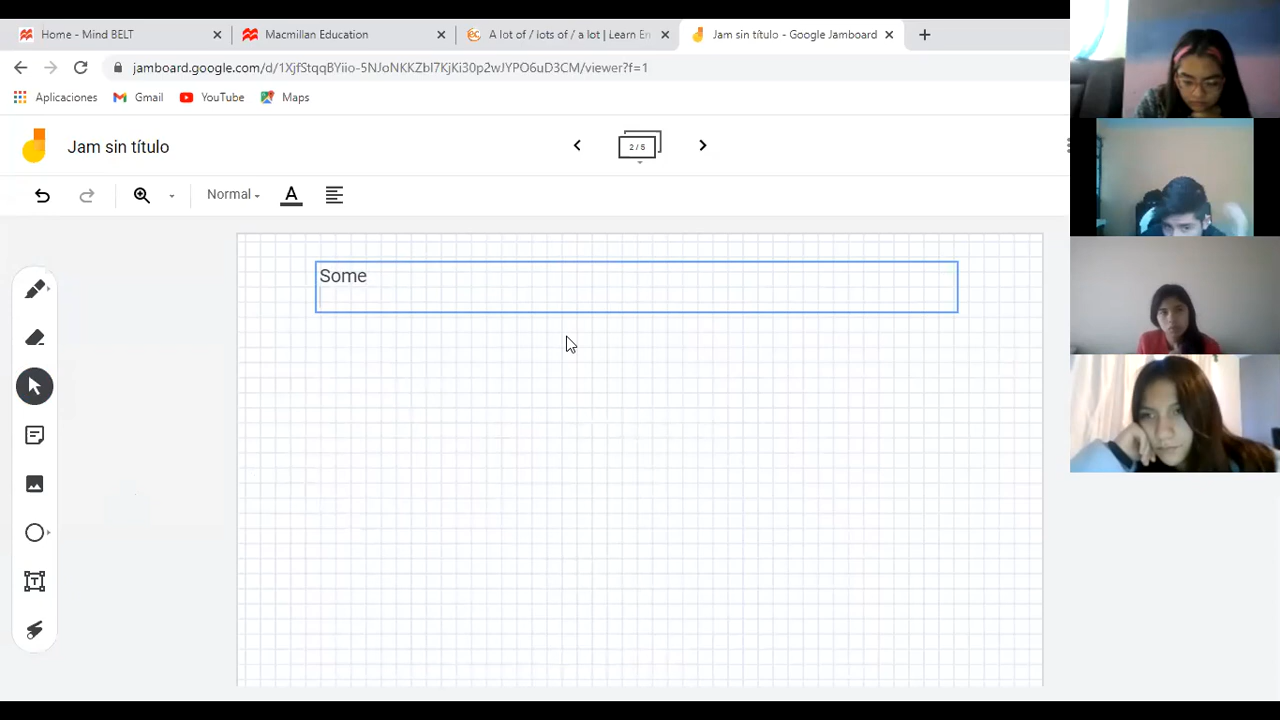 Home - Mind BELT
Macmillan Education
A lot of / lots of / a lot | Learn En
Jam sin título - Google Jamboard
jamboard.google.com/d/1XjfStqqBYiio-5NJoNKKZbl7KjKi30p2wJYPO6uD3CM/viewer?f=1
Aplicaciones
Gmail
YouTube
Maps
Jam sin título
2 / 5
Normal
A
Some